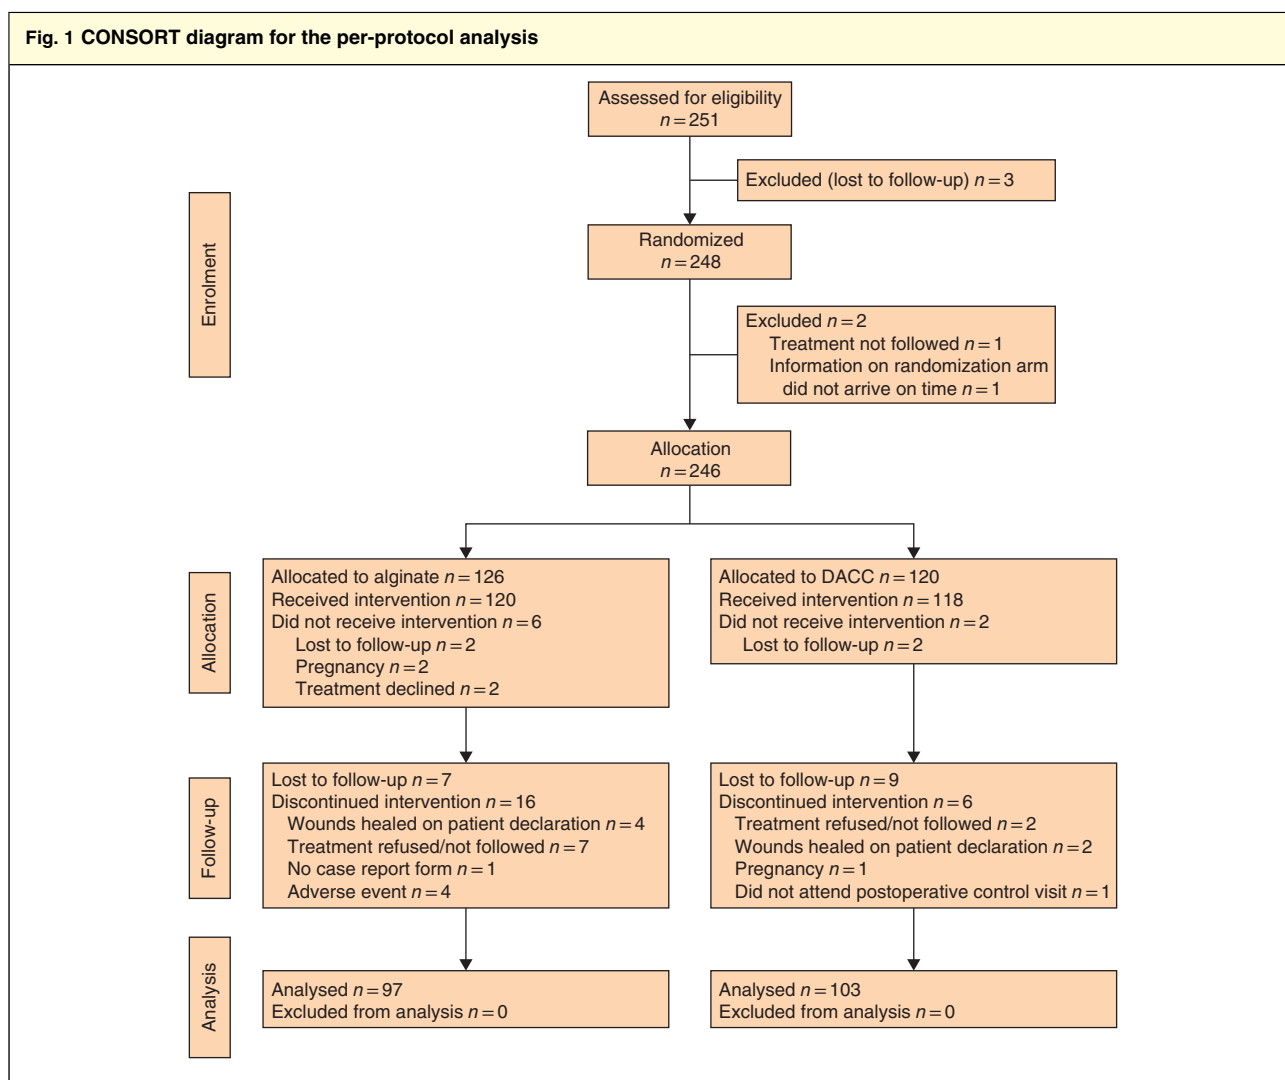 Fig. 1 CONSORT diagram for the per-protocol analysis
Assessed for eligibility
n = 251
Excluded (lost to follow-up) n = 3
Enrolment
Randomized
n = 248
Excluded n = 2
Treatment not followed n = 1
Information on randomization arm
did not arrive on time n = 1
Allocation
n = 246
Allocation
Allocated to alginate n = 126
Received intervention n = 120
Did not receive intervention n = 6
Lost to follow-up n = 2
Pregnancy n = 2
Treatment declined n = 2
Allocated to DACC n = 120
Received intervention n = 118
Did not receive intervention n = 2
Lost to follow-up n = 2
Follow-up
Lost to follow-up n = 7
Discontinued intervention n = 16
Wounds healed on patient declaration n = 4
Treatment refused/not followed n = 7
No case report form n = 1
Adverse event n = 4
Lost to follow-up n = 9
Discontinued intervention n = 6
Treatment refused/not followed n = 2
Wounds healed on patient declaration n = 2
Pregnancy n = 1
Did not attend postoperative control visit n = 1
Analysis
Analysed n = 97
Excluded from analysis n = 0
Analysed n = 103
Excluded from analysis n = 0